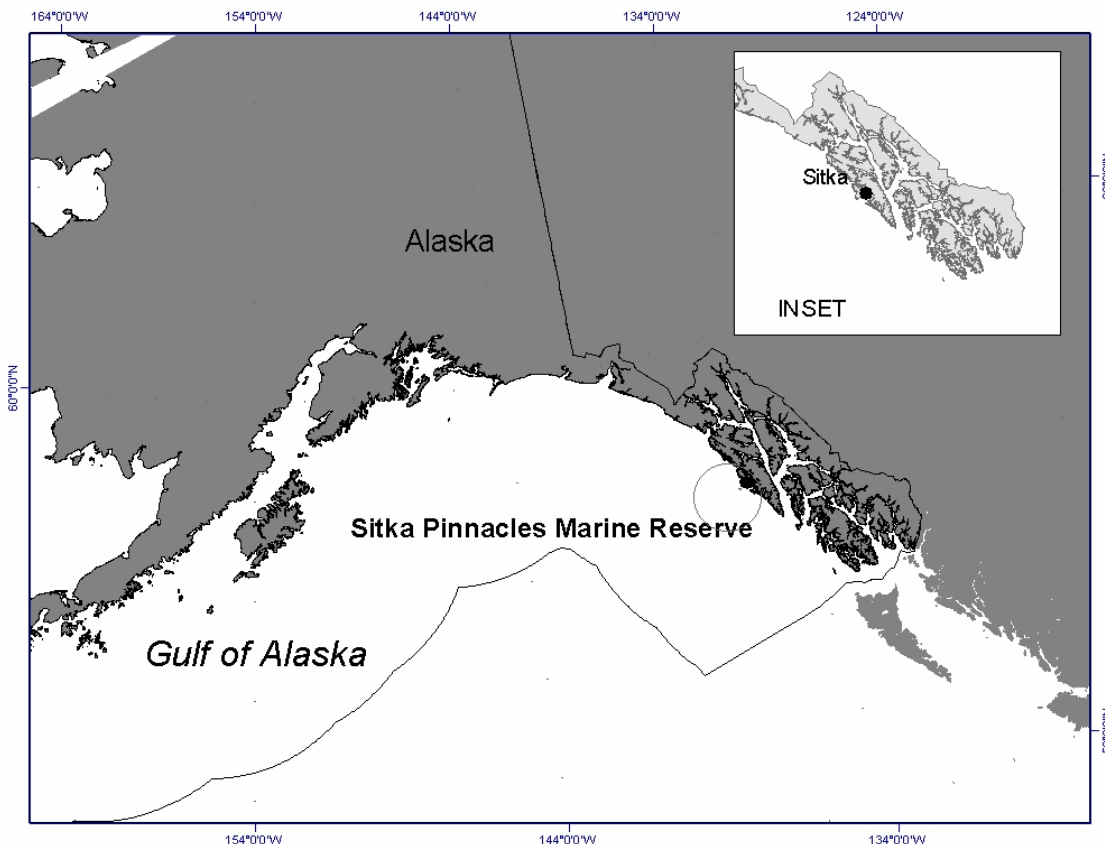 164°0'0"W 154°0'0"W 144°0'0"W 134°0'0"W 124°0'0"W
Sitka
Alaska
INSET
60°0'0"N
Sitka Pinnacles Marine Reserve
Gulf of Alaska
154°0'0"W 144°0'0"W 134°0'0"W